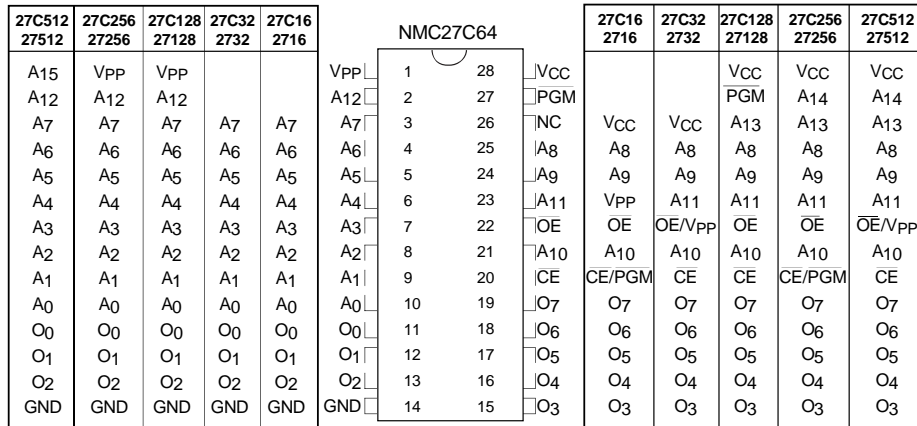 27C512 27C256 27C128 27C32 27C16 NMC27C64 27C16 27C32 27C128 27C256 27C512
27512 27256 27128 2732 2716 2716 2732 27128 27256 27512
A15 VPP VPP VPP 1 28 VCC VCC VCC VCC
A12 A12 A12 A12 2 27 PGM PGM A14 A14
A7 A7 A7 A7 A7 A7 3 26 NC VCC VCC A13 A13 A13
A6 A6 A6 A6 A6 A6 4 25 A8 A8 A8 A8 A8 A8
A5 A5 A5 A5 A5 A5 5 24 A9 A9 A9 A9 A9 A9
A4 A4 A4 A4 A4 A4 6 23 A11 VPP A11 A11 A11 A11
A3 A3 A3 A3 A3 A3 7 22 OE OE OE/VPP OE OE OE/VPP
A2 A2 A2 A2 A2 A2 8 21 A10 A10 A10 A10 A10 A10
A1 A1 A1 A1 A1 A1 9 20 CE CE/PGM CE CE CE/PGM CE
A0 A0 A0 A0 A0 A0 10 19 O7 O7 O7 O7 O7 O7
O0 O0 O0 O0 O0 O0 11 18 O6 O6 O6 O6 O6 O6
O1 O1 O1 O1 O1 O1 12 17 O5 O5 O5 O5 O5 O5
O2 O2 O2 O2 O2 O2 13 16 O4 O4 O4 O4 O4 O4
GND GND GND GND GND GND 14 15 O3 O3 O3 O3 O3 O3